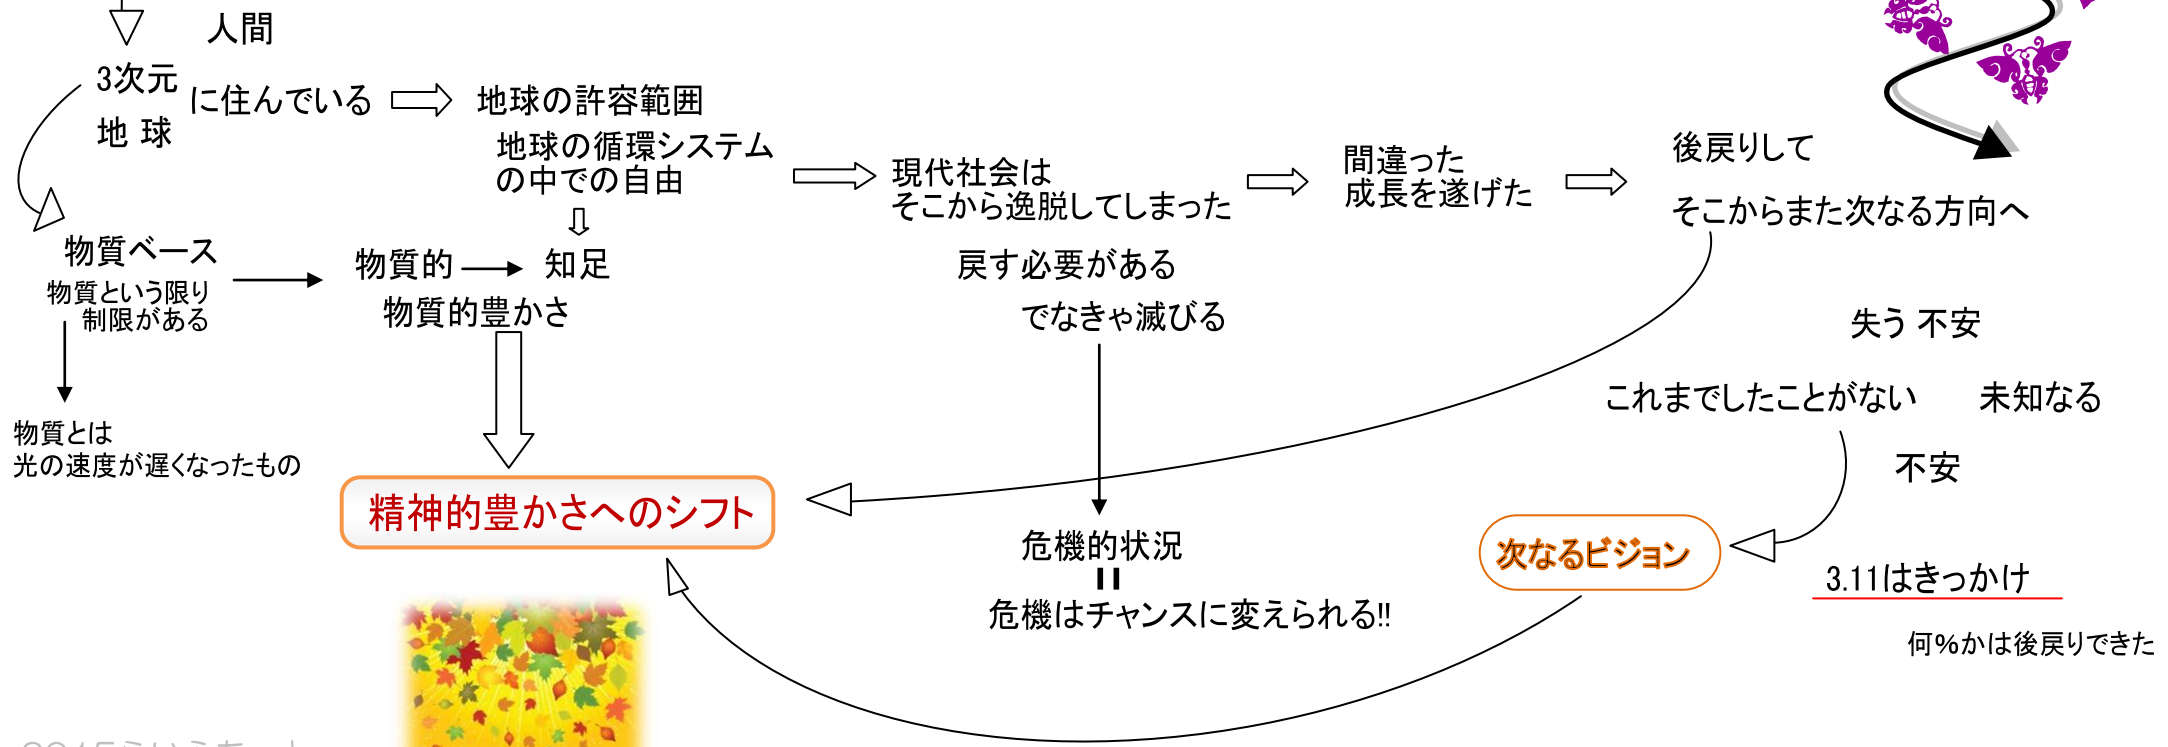 人間
3次元
地 球
に住んでいる
地球の許容範囲
地球の循環システム
の中での自由
現代社会は
そこから逸脱してしまった
間違った
成長を遂げた
後戻りして
そこからまた次なる方向へ
物質ベース
物質という限り
制限がある
物質的
知足
物質的豊かさ
戻す必要がある
でなきゃ滅びる
失う 不安
これまでしたことがない
未知なる
不安
物質とは
光の速度が遅くなったもの
精神的豊かさへのシフト
危機的状況
危機はチャンスに変えられる!!
次なるビジョン
3.11はきっかけ
何%かは後戻りできた